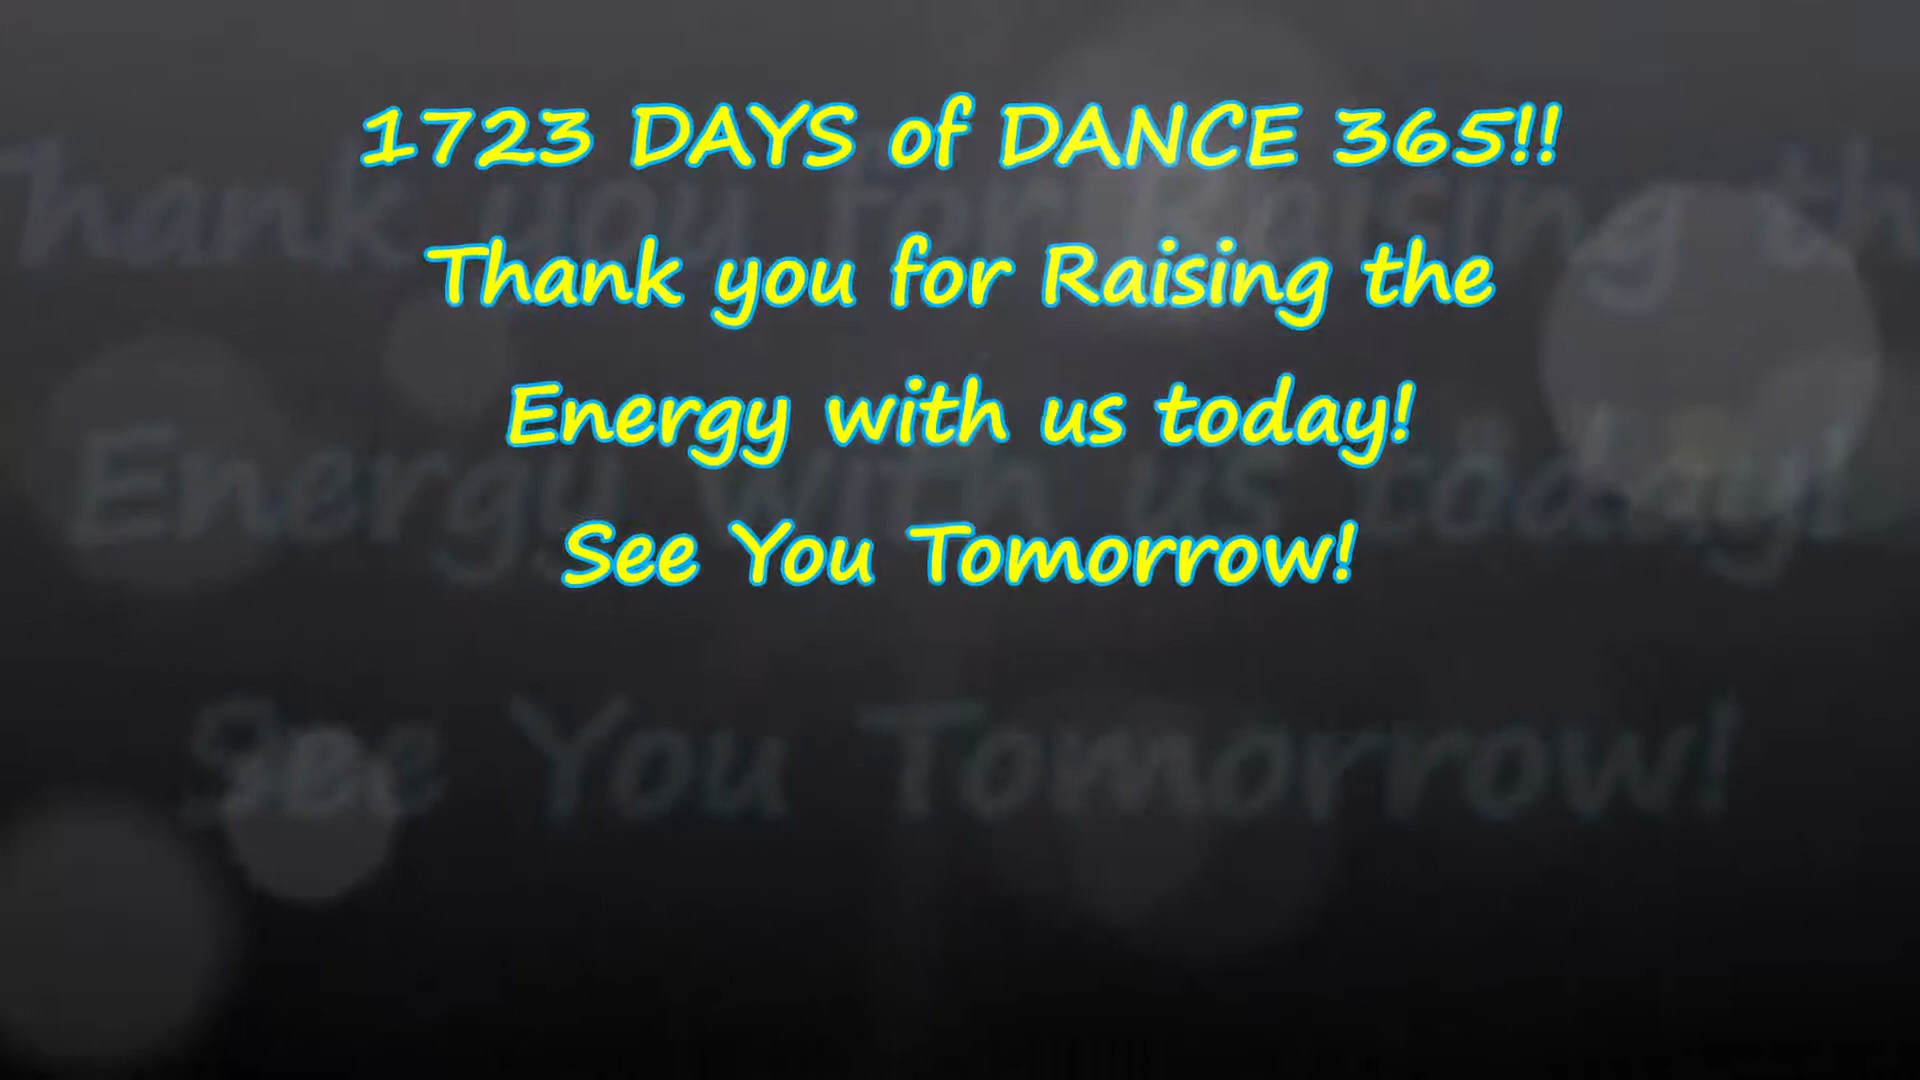 1723 DAYS of DANCE 365!!
Thank you for Raising the
Energy with us today!
See You Tomorrow!